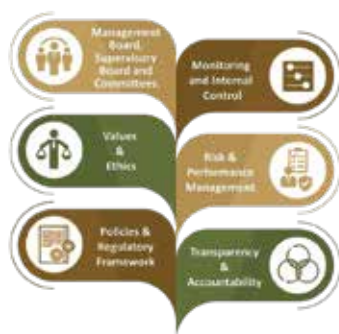 Management
Board,
Supervisory
Board and
Committees
Monitoring
and Internal
Control
Values
&
Ethics
Risk &
Performance
Management
Policies &
Regulatory
Framework
Transparency
&
Accountability